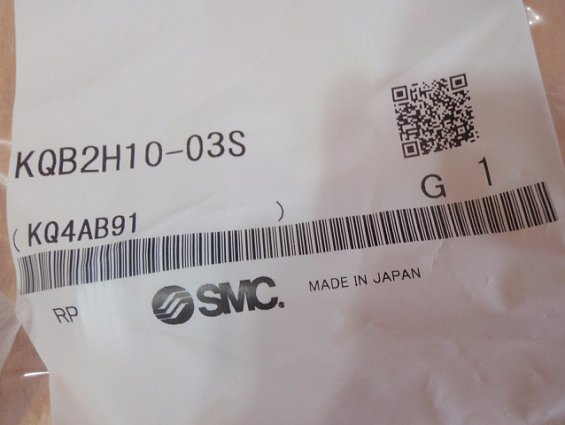 KQB2H10-03S
G 1
(KQ4AB91 )
RP
SMC.
MADE IN JAPAN